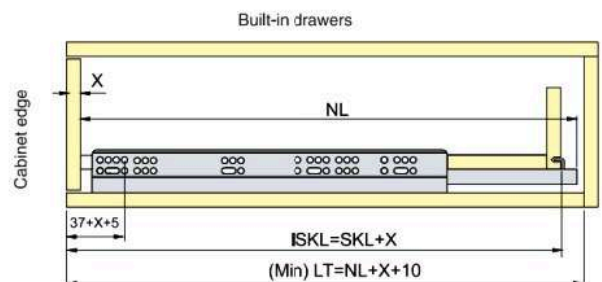 Built-in drawers
Cabinet edge
X
NL
37+X+5
ISKL=SKL+X
(Min) LT=NL+X+10